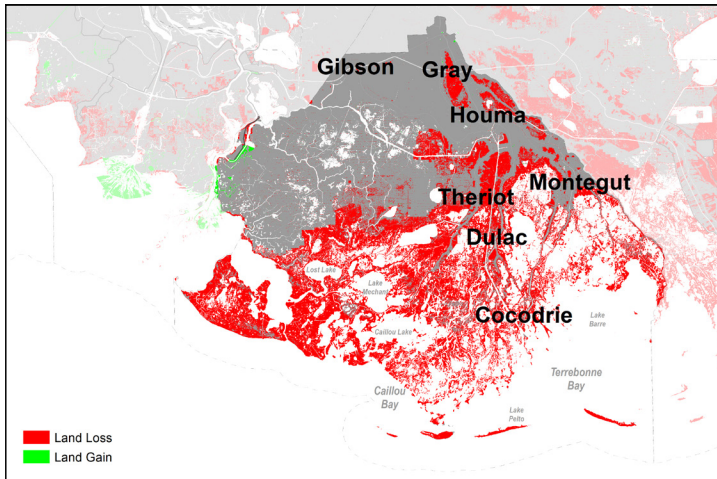 Gibson
Gray
Houma
Theriot
Montegut
Dulac
Lost Lake
Lake
Mechant
Cocodrie
Caillou Lake
Lake
Barre
Terrebonne
Bay
Caillou
Bay
Lake
Pelto
Land Loss
Land Gain